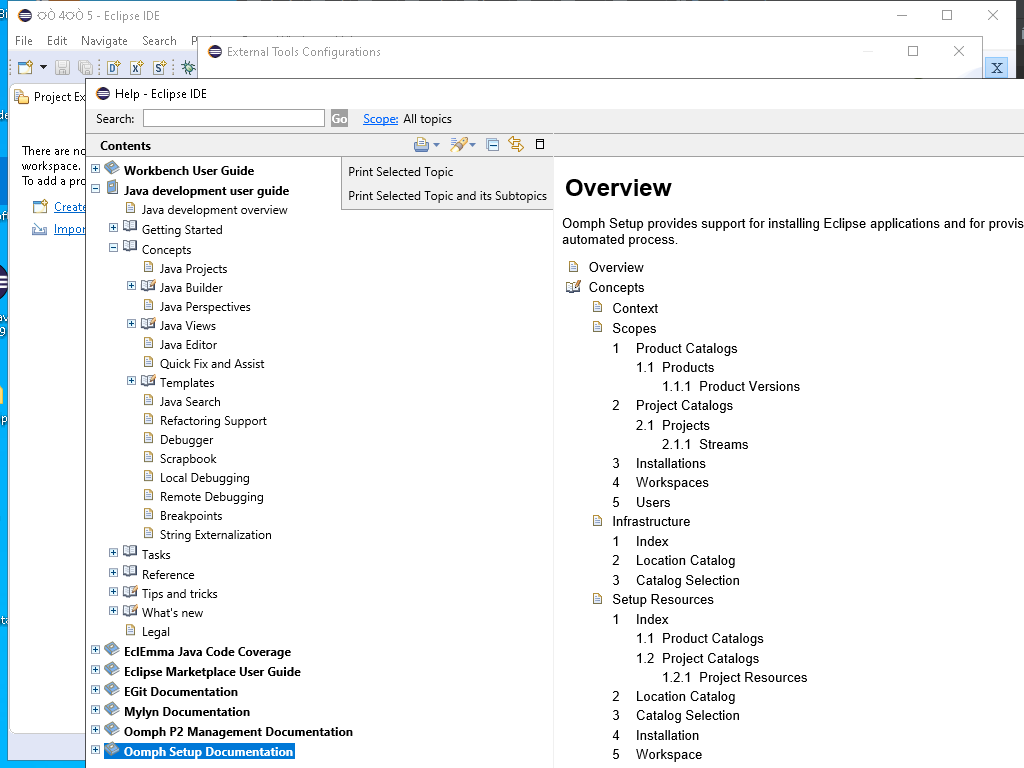 4 5 - Eclipse IDE
File Edit Navigate Search
External Tools Configurations
Project Ex
There are no
workspace.
To add a pro
Create
Impor
Help - Eclipse IDE
Search: Go Scope: All topics
Contents
Print Selected Topic
Print Selected Topic and its Subtopics
Workbench User Guide
Java development user guide
Java development overview
Getting Started
Concepts
Java Projects
Java Builder
Java Perspectives
Java Views
Java Editor
Quick Fix and Assist
Templates
Java Search
Refactoring Support
Debugger
Scrapbook
Local Debugging
Remote Debugging
Breakpoints
String Externalization
Tasks
Reference
Tips and tricks
What's new
Legal
EclEmma Java Code Coverage
Eclipse Marketplace User Guide
EGit Documentation
Mylyn Documentation
Oomph P2 Management Documentation
Oomph Setup Documentation
Overview
Oomph Setup provides support for installing Eclipse applications and for provis
automated process.
Overview
Concepts
Context
Scopes
1 Product Catalogs
1.1 Products
1.1.1 Product Versions
2 Project Catalogs
2.1 Projects
2.1.1 Streams
3 Installations
4 Workspaces
5 Users
Infrastructure
1 Index
2 Location Catalog
3 Catalog Selection
Setup Resources
1 Index
1.1 Product Catalogs
1.2 Project Catalogs
1.2.1 Project Resources
2 Location Catalog
3 Catalog Selection
4 Installation
5 Workspace